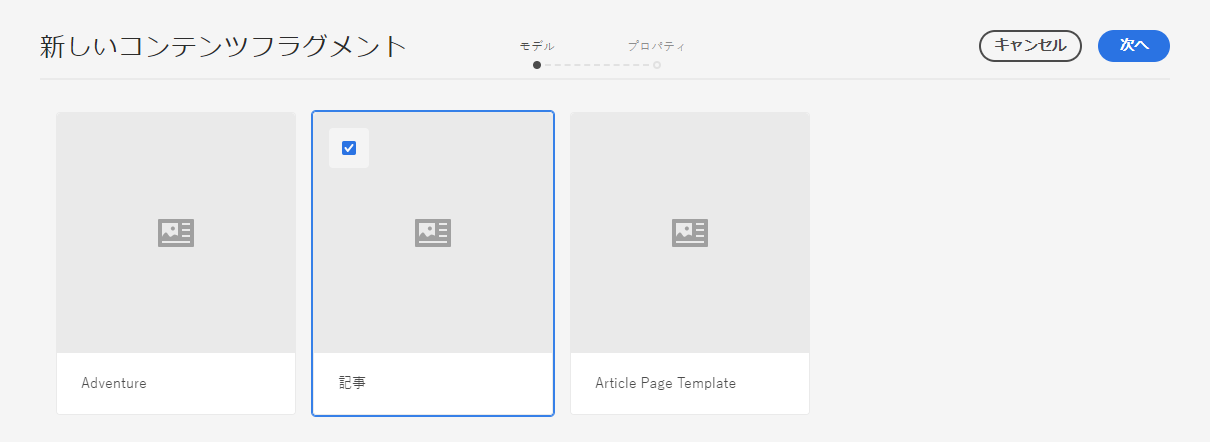 新しいコンテンツフラグメント
モデル
プロパティ
キャンセル
次へ
Adventure
記事
Article Page Template